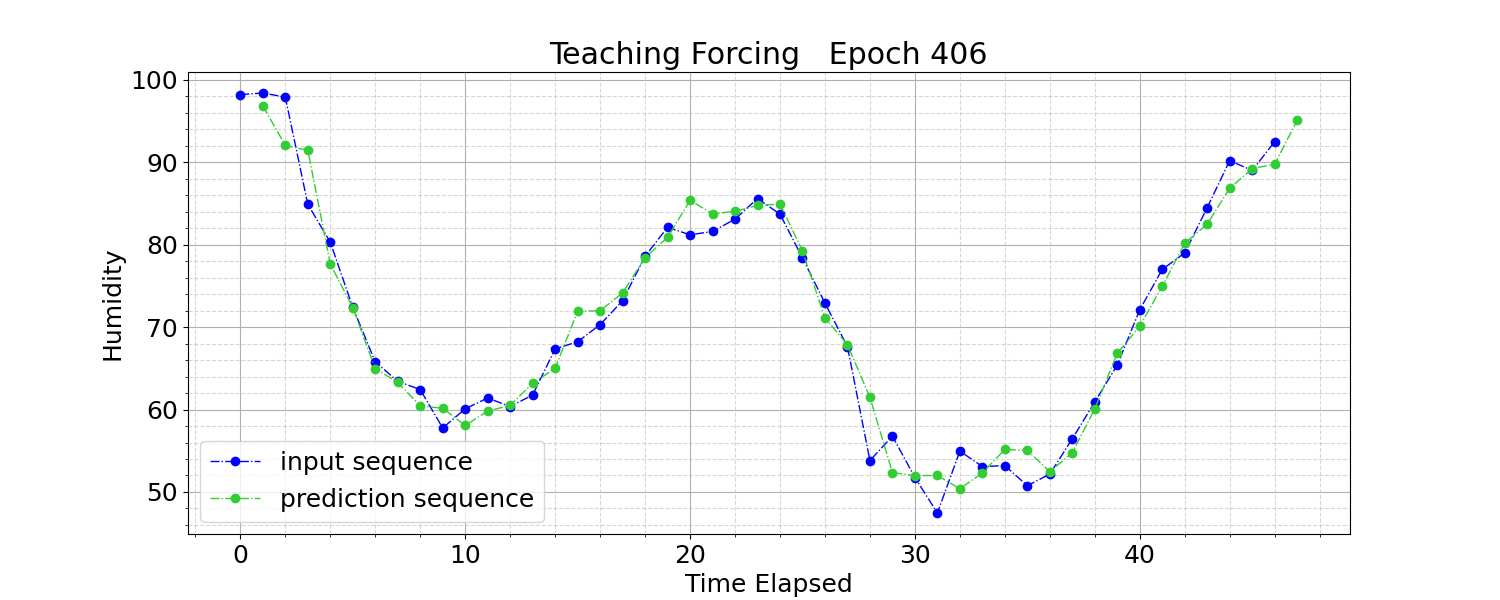 Teaching Forcing   Epoch 406
100
90
80
70
60
50
Humidity
input sequence
prediction sequence
0 10 20 30 40
Time Elapsed